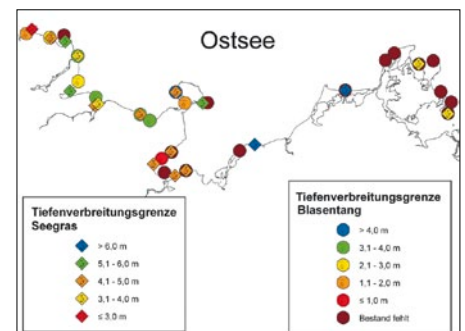 Ostsee
Tiefenverbreitungsgrenze
Seegras
> 6,0 m
5,1 - 6,0 m
4,1 - 5,0 m
3,1 - 4,0 m
≤ 3,0 m
Tiefenverbreitungsgrenze
Blasentang
> 4,0 m
3,1 - 4,0 m
2,1 - 3,0 m
1,1 - 2,0 m
≤ 1,0 m
Bestand fehlt